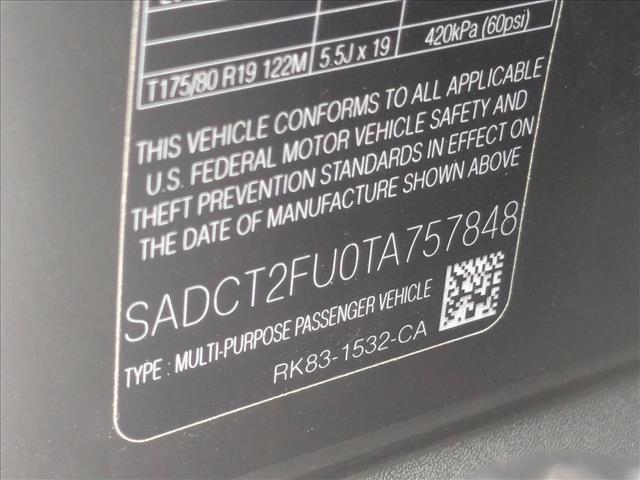 T175/80 R19 122M 5.5J x 19 420kPa (60psi)
THIS VEHICLE CONFORMS TO ALL APPLICABLE
U.S. FEDERAL MOTOR VEHICLE SAFETY AND
THEFT PREVENTION STANDARDS IN EFFECT ON
THE DATE OF MANUFACTURE SHOWN ABOVE
SADCT2FU0TA757848
TYPE : MULTI-PURPOSE PASSENGER VEHICLE
RK83-1532-CA